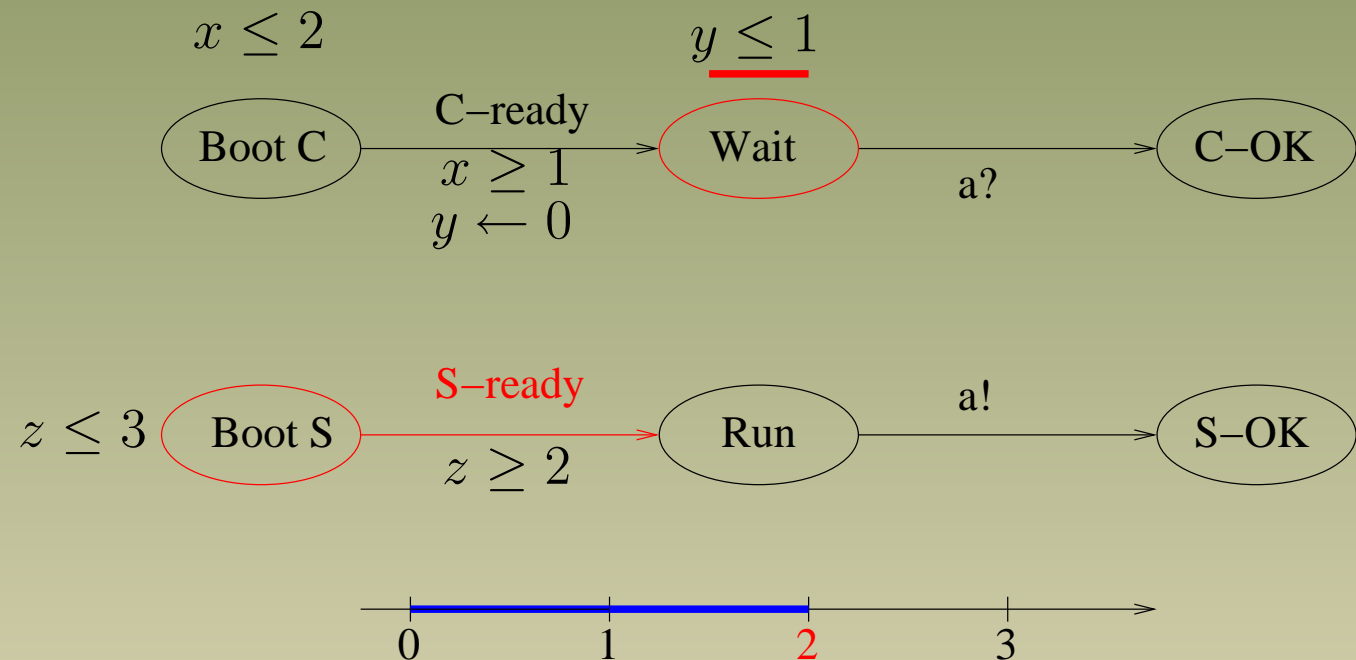 x ≤ 2
y ≤ 1
C−ready
Boot C
Wait
C−OK
x ≥ 1
a?
y ← 0
S−ready
a!
z ≤ 3
Boot S
Run
S−OK
z ≥ 2
0 1 2 3